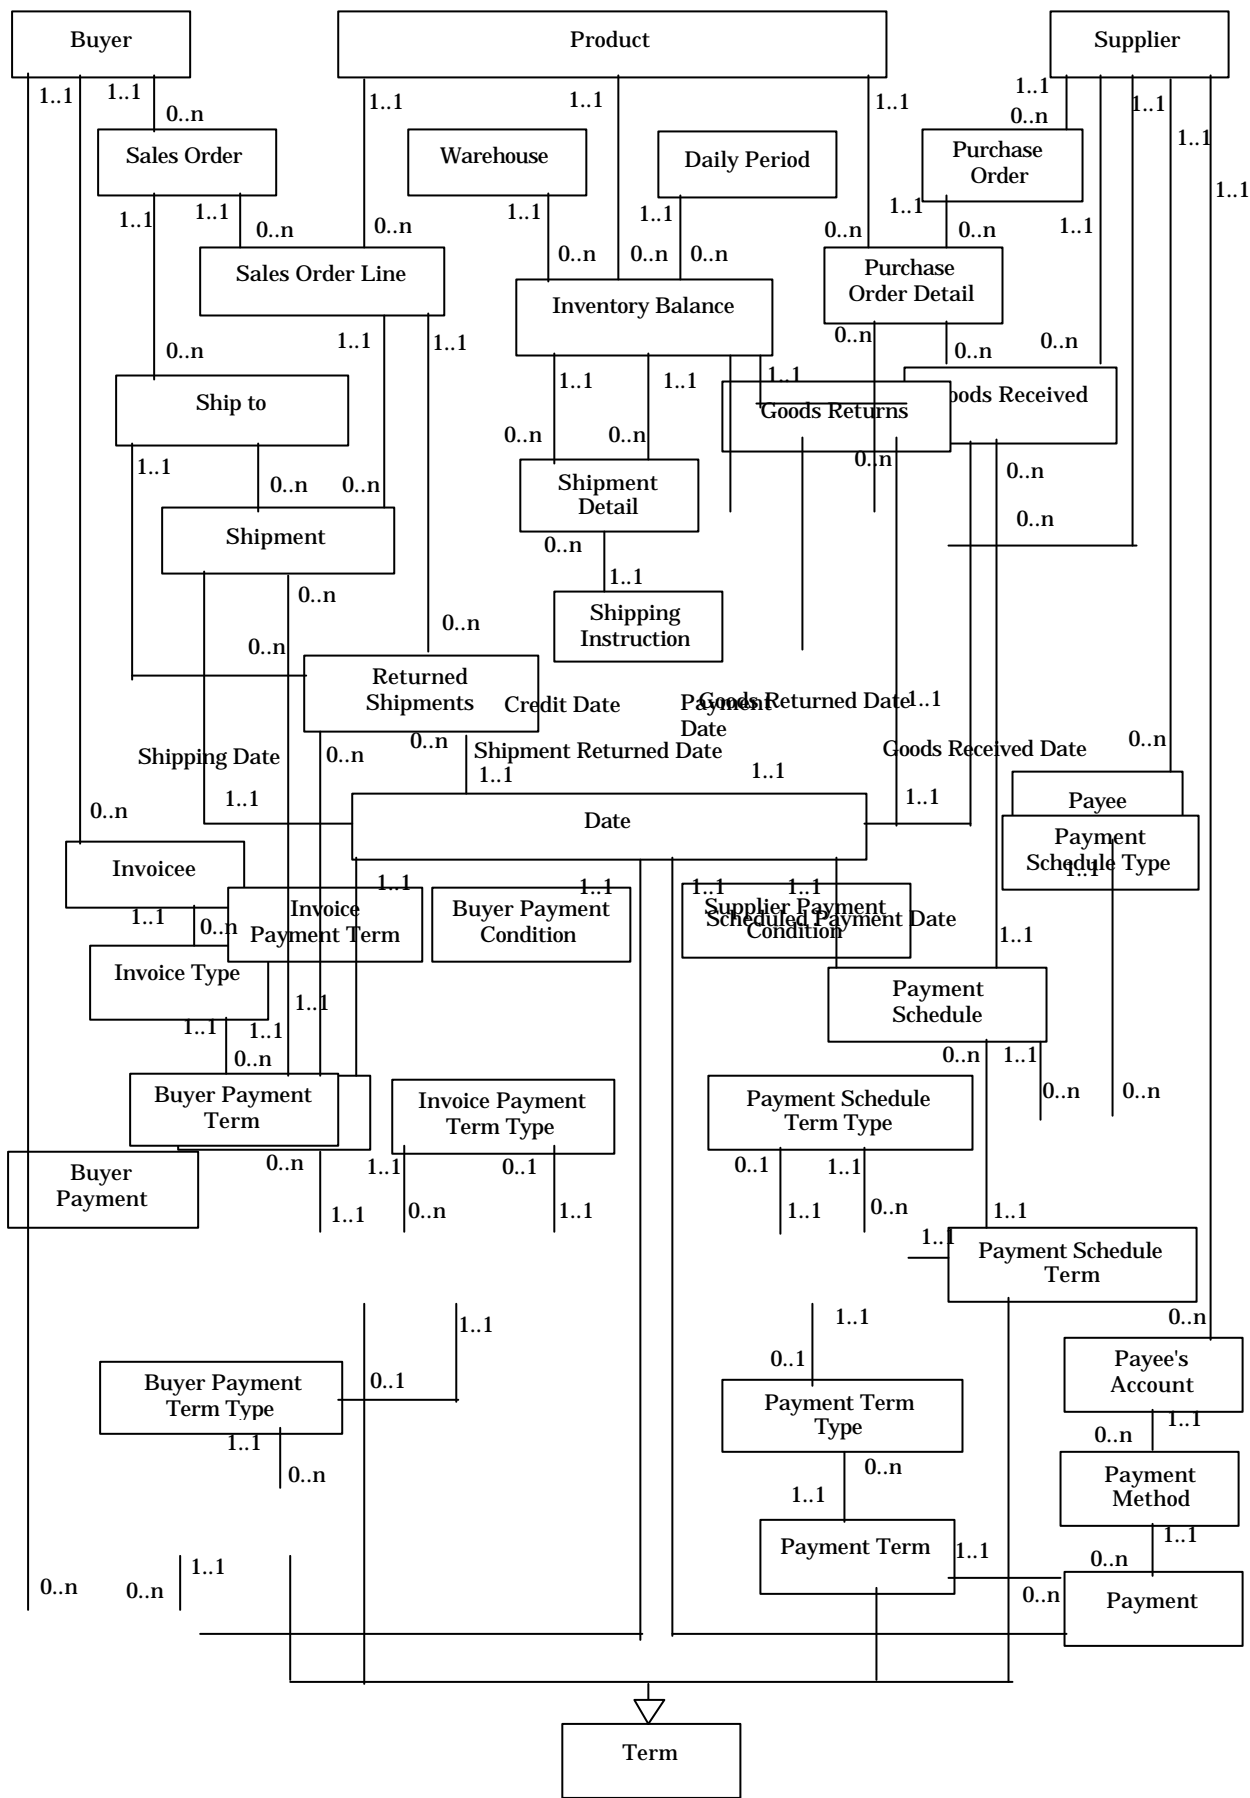 Buyer
Product
Supplier
1..1
1..1
1..1
1..1
1..1
1..1
1..1
1..1
1..1
0..n
0..n
Sales Order
Warehouse
Daily Period
Purchase
Order
1..1
1..1
1..1
1..1
1..1
1..1
0..n
0..n
0..n
0..n
0..n
0..n
0..n
Sales Order Line
Purchase
Order Detail
Inventory Balance
1..1
1..1
0..n
0..n
0..n
0..n
1..1
1..1
1..1
Ship to
Goods Returns
oods Received
0..n
0..n
1..1
0..n
0..n
0..n
0..n
Shipment
Detail
Shipment
0..n
0..n
1..1
0..n
Shipping
Instruction
0..n
0..n
Returned
Shipments
Credit Date
Payment
Date
Goods Returned Date
1..1
0..n
0..n
Shipping Date
Shipment Returned Date
Goods Received Date
0..n
1..1
1..1
1..1
1..1
0..n
Date
Payee
Payment
Schedule Type
1..1
Invoicee
1..1
1..1
1..1
1..1
1..1
0..n
Invoice
Payment Term
Buyer Payment
Condition
Supplier Payment
Condition
Scheduled Payment Date
1..1
Invoice Type
1..1
Payment
Schedule
1..1
1..1
0..n
0..n
1..1
0..n
0..n
Buyer Payment
Term
Invoice Payment
Term Type
Payment Schedule
Term Type
0..n
1..1
0..1
0..1
1..1
Buyer
Payment
1..1
0..n
1..1
1..1
0..n
1..1
1..1
Payment Schedule
Term
1..1
1..1
0..n
0..1
0..1
Buyer Payment
Term Type
Payment Term
Type
Payee's
Account
1..1
1..1
0..n
0..n
0..n
1..1
Payment
Method
1..1
Payment Term
1..1
1..1
0..n
0..n
0..n
0..n
Payment
Term